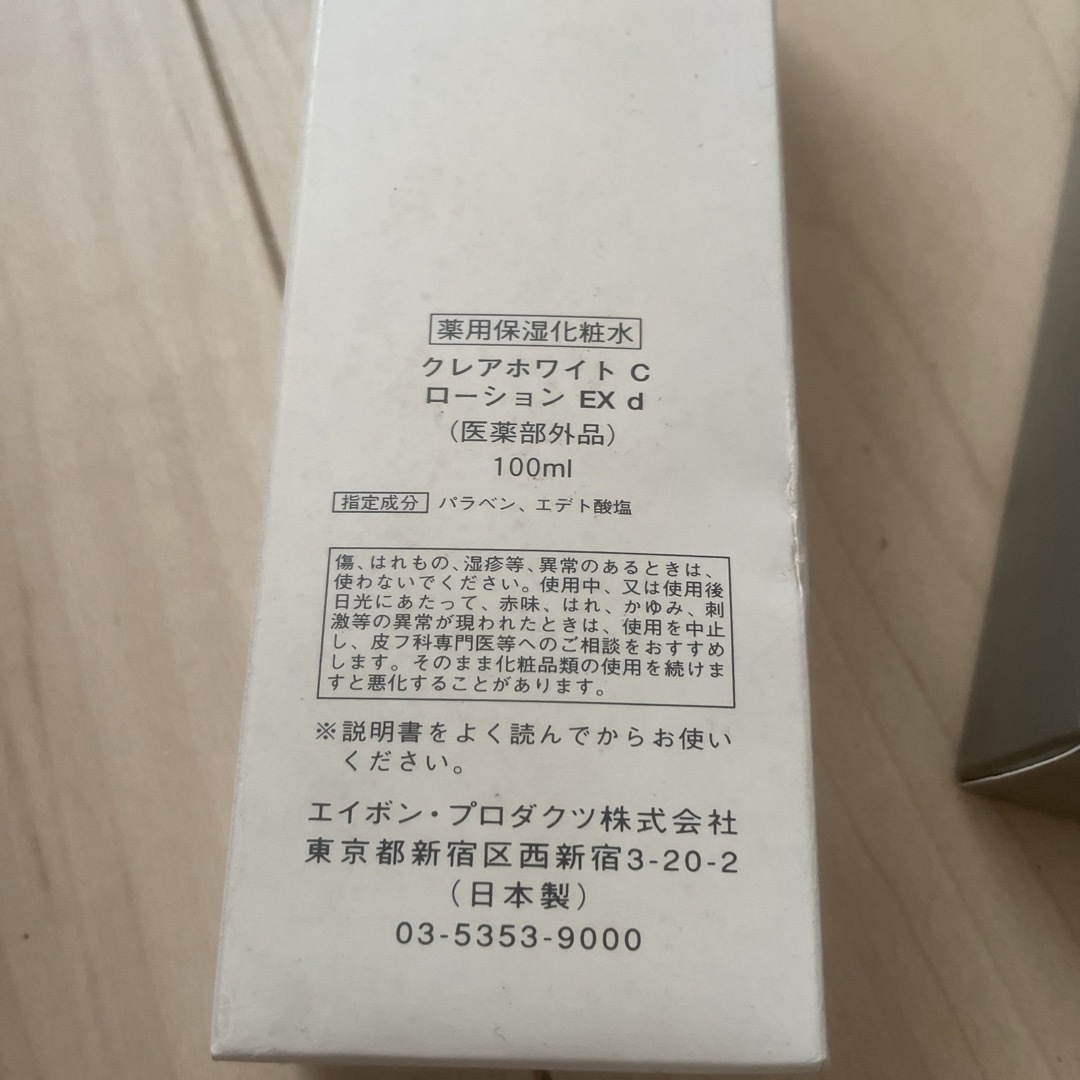 薬用保湿化粧水
クレアホワイト C
ローション EX d
（医薬部外品）
100ml
指定成分 パラベン、エデト酸塩
傷、はれもの、湿疹等、異常のあるときは、
使わないでください。使用中、又は使用後
日光にあたって、赤味、はれ、かゆみ、刺
激等の異常が現われたときは、使用を中止
し、皮フ科専門医等へのご相談をおすすめ
します。そのまま化粧品類の使用を続けま
すと悪化することがあります。
※説明書をよく読んでからお使い
ください。
エイボン・プロダクツ株式会社
東京都新宿区西新宿3-20-2
（日本製）
03-5353-9000